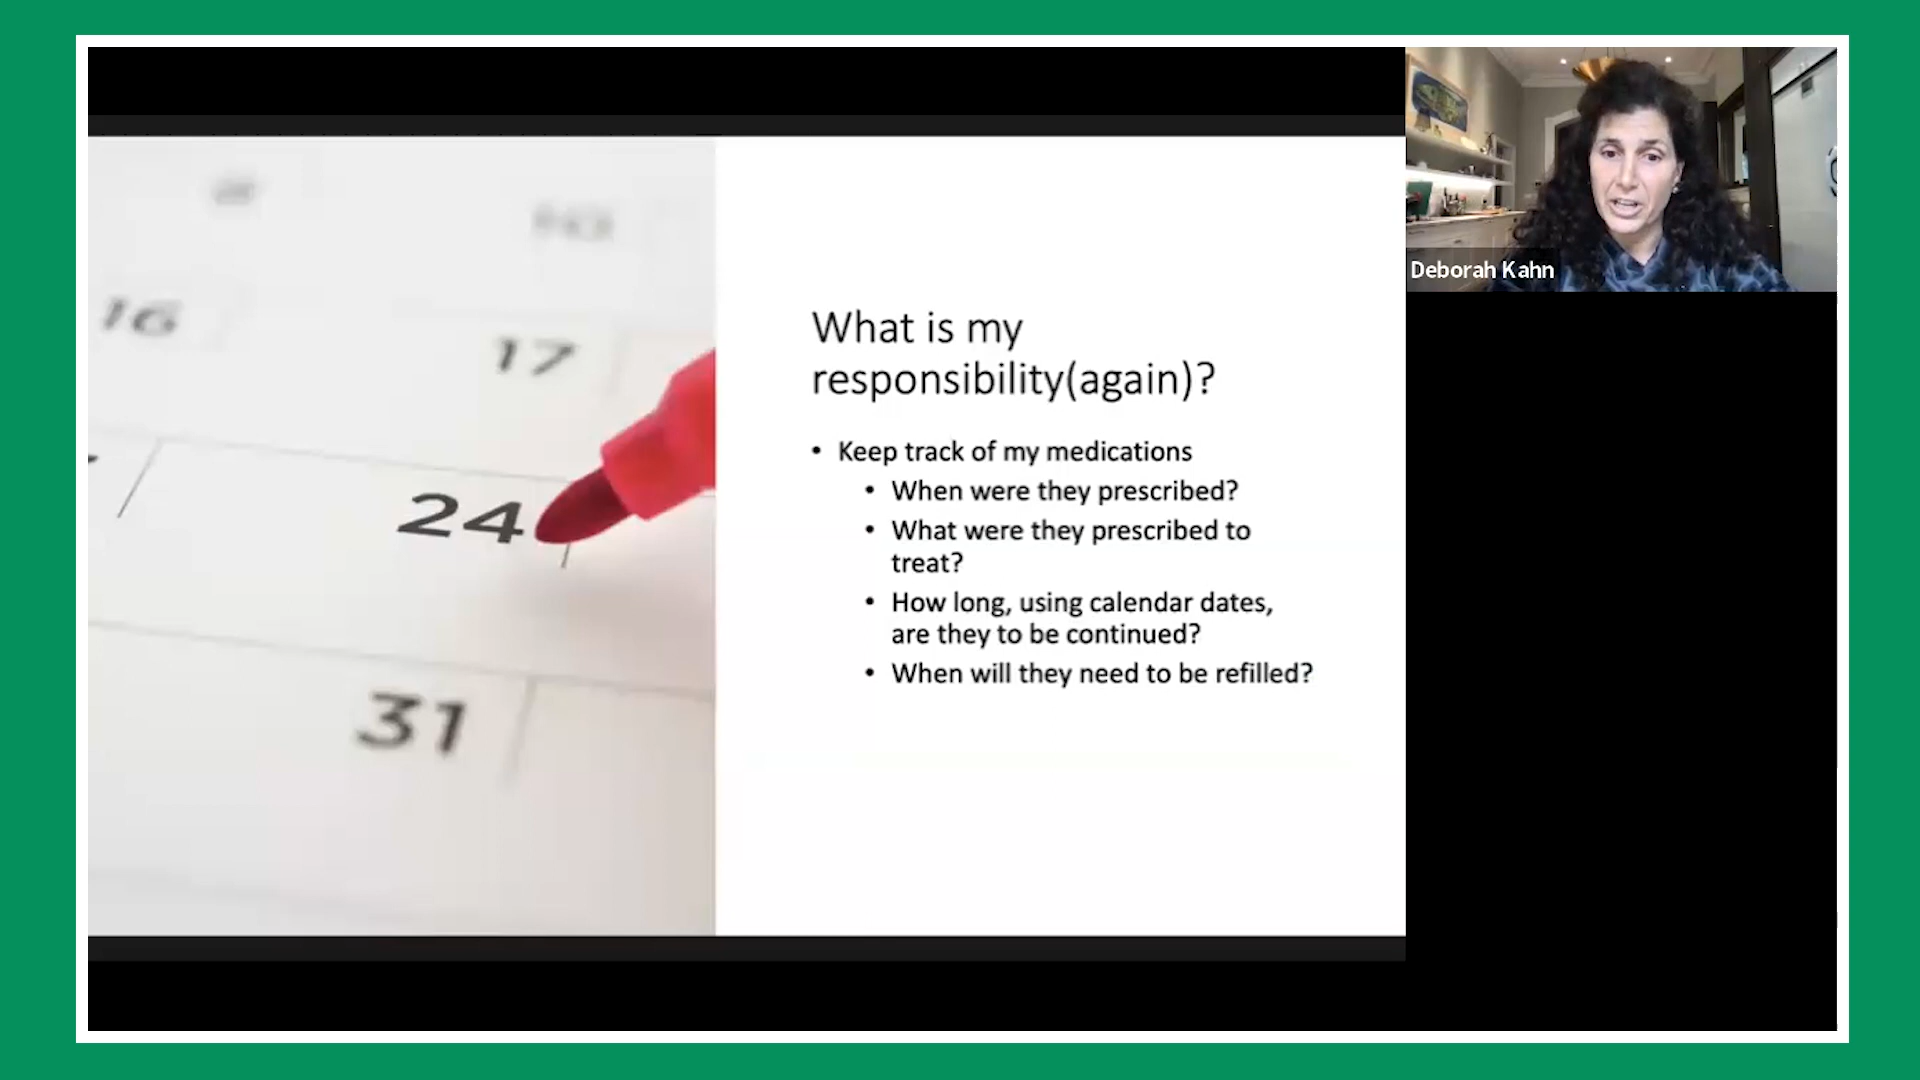 10
16
17
24
31
What is my
responsibility(again)?
• Keep track of my medications
• When were they prescribed?
• What were they prescribed to
treat?
• How long, using calendar dates,
are they to be continued?
• When will they need to be refilled?
Deborah Kahn